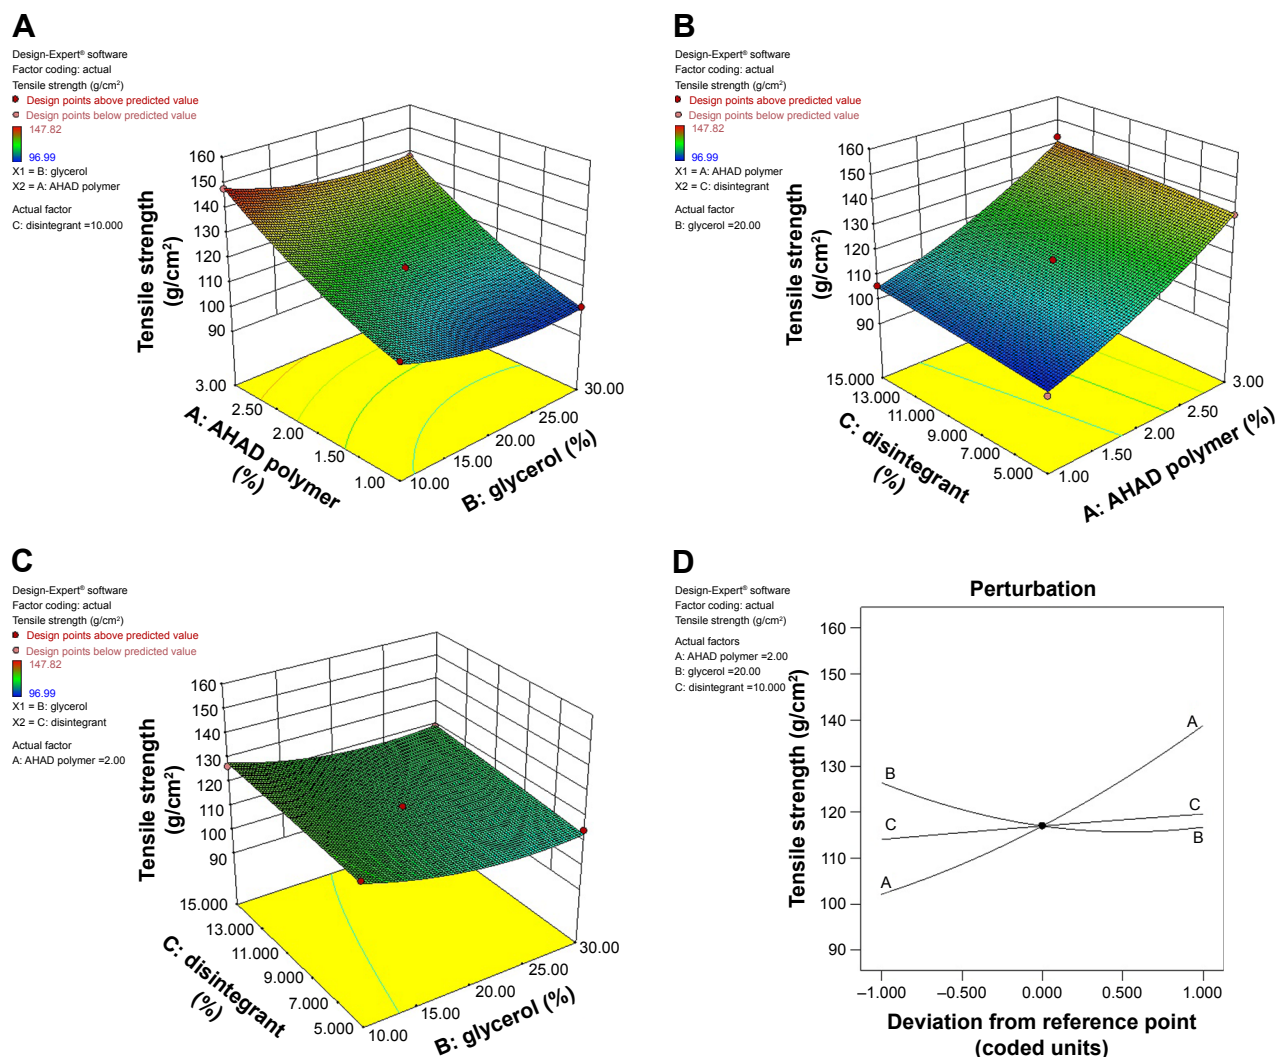 A
Design-Expert® software
Factor coding: actual
Tensile strength (g/cm²)
Design points above predicted value
Design points below predicted value
147.82
96.99
X1 = B: glycerol
X2 = A: AHAD polymer
Actual factor
C: disintegrant =10.000
Tensile strength
(g/cm²)
160
150
140
130
120
110
100
90
3.00
2.50
2.00
1.50
1.00
A: AHAD polymer
(%)
10.00
15.00
20.00
25.00
30.00
B: glycerol (%)
B
Design-Expert® software
Factor coding: actual
Tensile strength (g/cm²)
Design points above predicted value
Design points below predicted value
147.82
96.99
X1 = A: AHAD polymer
X2 = C: disintegrant
Actual factor
B: glycerol =20.00
Tensile strength
(g/cm²)
160
150
140
130
120
110
100
90
15.000
13.000
11.000
9.000
7.000
5.000
C: disintegrant
(%)
1.00
1.50
2.00
2.50
3.00
A: AHAD polymer (%)
C
Design-Expert® software
Factor coding: actual
Tensile strength (g/cm²)
Design points above predicted value
Design points below predicted value
147.82
96.99
X1 = B: glycerol
X2 = C: disintegrant
Actual factor
A: AHAD polymer =2.00
Tensile strength
(g/cm²)
160
150
140
130
120
110
100
90
15.000
13.000
11.000
9.000
7.000
5.000
C: disintegrant
(%)
10.00
15.00
20.00
25.00
30.00
B: glycerol (%)
D
Design-Expert® software
Factor coding: actual
Tensile strength (g/cm²)
Actual factors
A: AHAD polymer =2.00
B: glycerol =20.00
C: disintegrant =10.000
Perturbation
Tensile strength (g/cm²)
160
150
140
130
120
110
100
90
B
C
A
A
C
B
–1.000
–0.500
0.000
0.500
1.000
Deviation from reference point
(coded units)